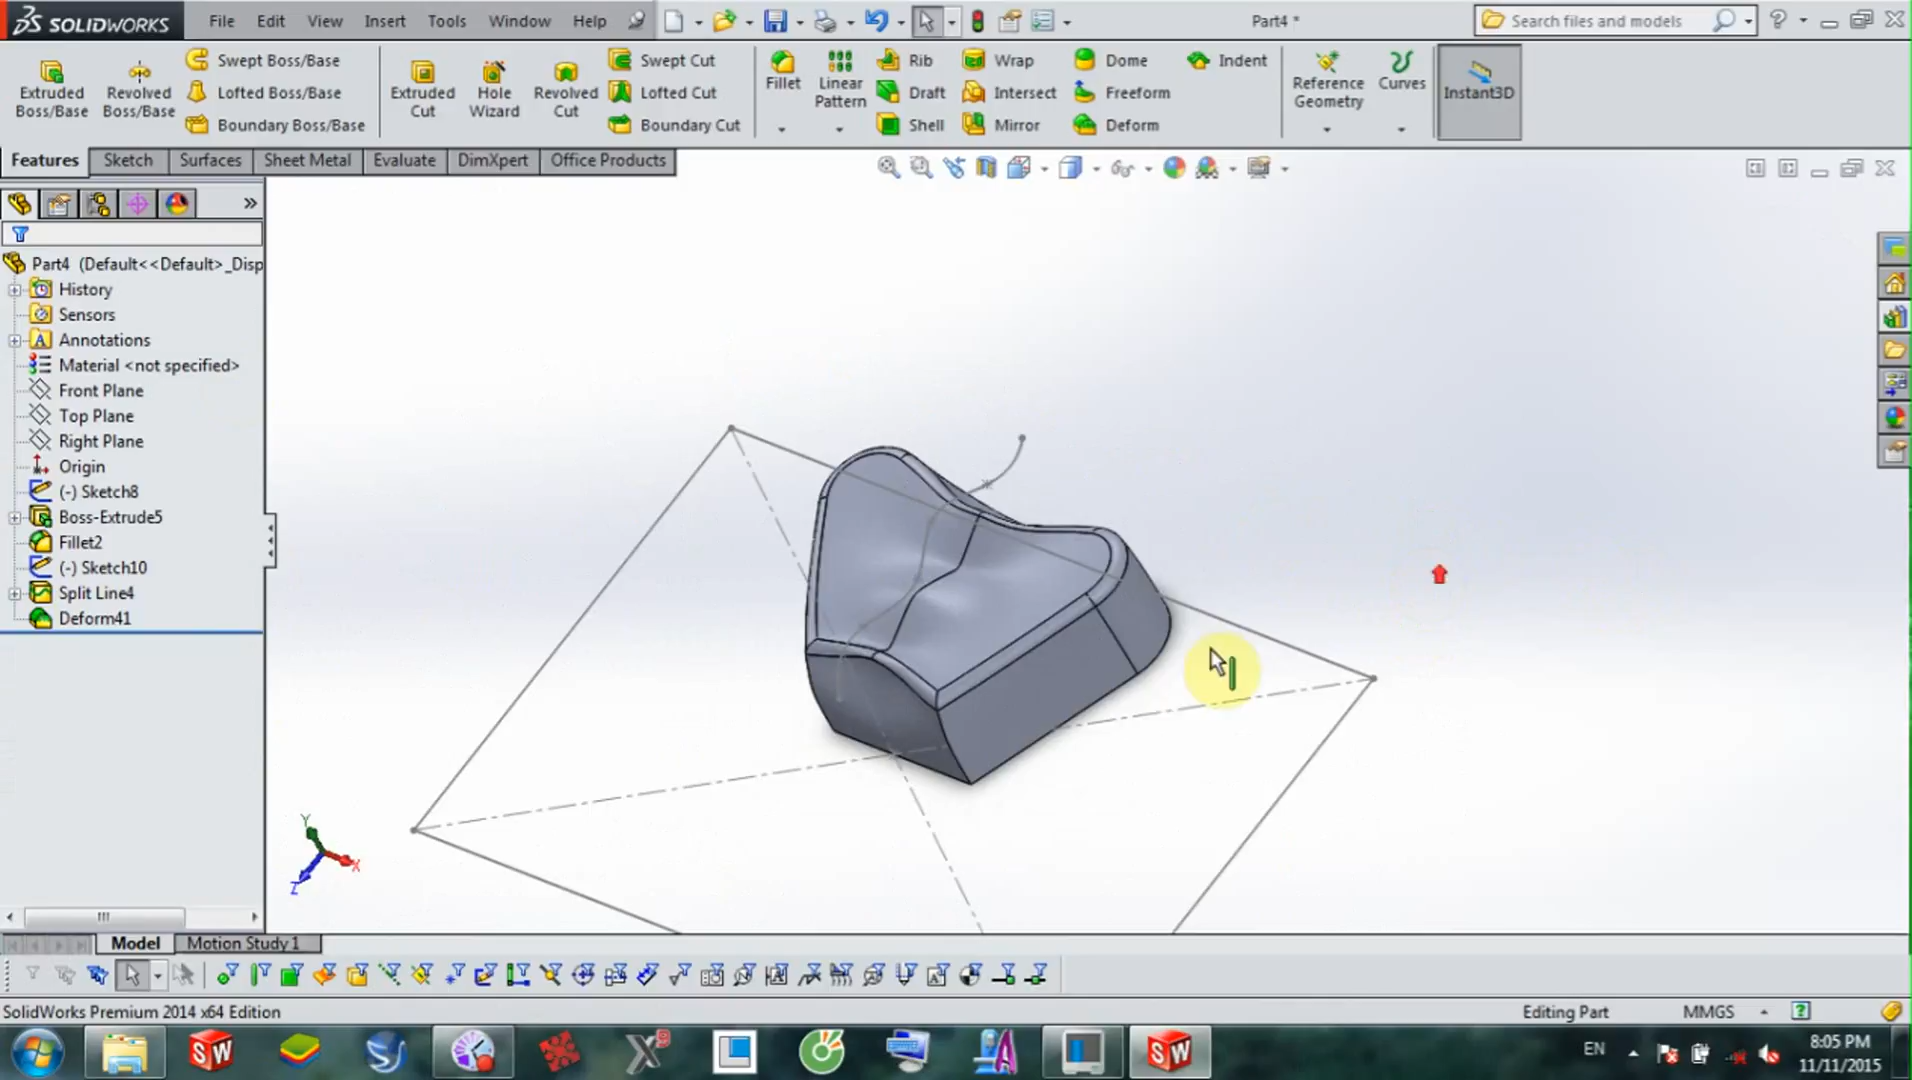 SOLIDWORKS File Edit View Insert Tools Window Help Part4 * Search files and models
Extruded Boss/Base
Revolved Boss/Base
Swept Boss/Base
Lofted Boss/Base
Boundary Boss/Base
Extruded Cut
Hole Wizard
Revolved Cut
Swept Cut
Lofted Cut
Boundary Cut
Fillet
Linear Pattern
Rib
Draft
Shell
Wrap
Intersect
Mirror
Dome
Freeform
Deform
Indent
Reference Geometry
Curves
Instant3D
Features Sketch Surfaces Sheet Metal Evaluate DimXpert Office Products
Part4 (Default<<Default>_Disp
History
Sensors
Annotations
Material <not specified>
Front Plane
Top Plane
Right Plane
Origin
(-) Sketch8
Boss-Extrude5
Fillet2
(-) Sketch10
Split Line4
Deform41
Y
X
Z
Model Motion Study 1
SolidWorks Premium 2014 x64 Edition Editing Part MMGS
EN 8:05 PM
11/11/2015